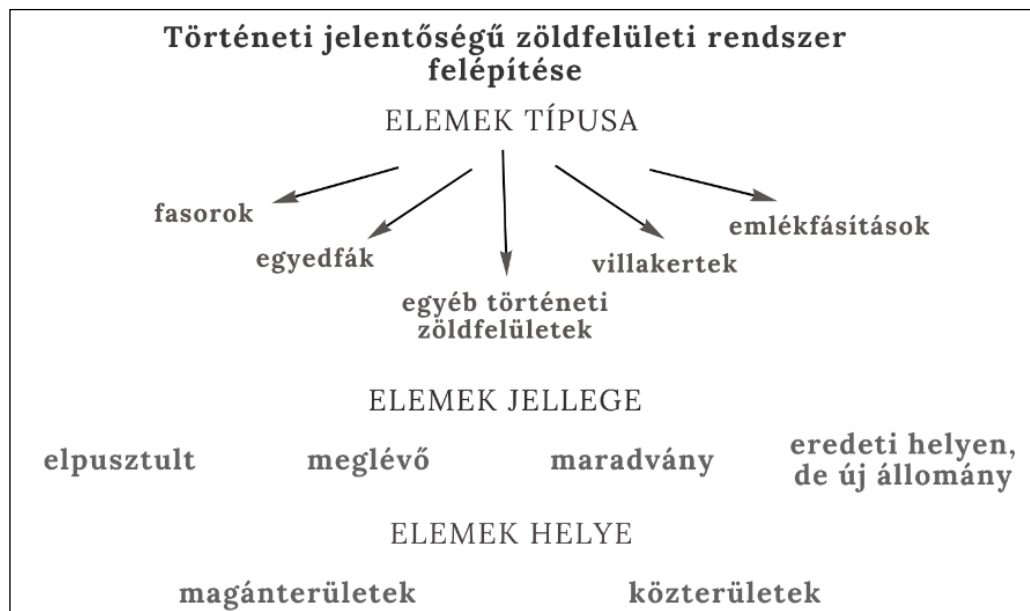 Történeti jelentőségű zöldfelületi rendszer
felépítése
ELEMEK TÍPUSA
fasorok
egyedfák
egyéb történeti
zöldfelületek
villakertek
emlékfásítások
ELEMEK JELLEGE
elpusztult
meglévő
maradvány
eredeti helyen,
de új állomány
ELEMEK HELYE
magánterületek
közterületek